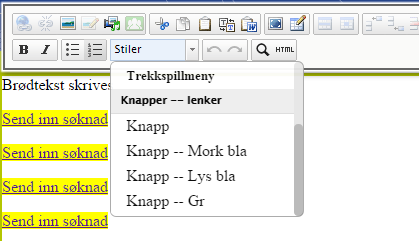 B I Stiler HTML
Trekkspillmeny
Knapper -- lenker
Brødtekst skrives
Knapp
Send inn søknad
Knapp -- Mork bla
Send inn søknad
Knapp -- Lys bla
Send inn søknad
Knapp -- Gr
Send inn søknad